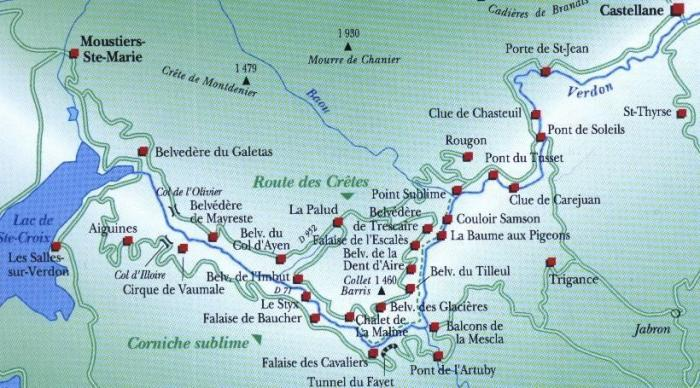 Cadières de Brandis
Castellane
Moustiers-
Ste-Marie
1 930
Mourre de Chanier
Porte de St-Jean
1 479
Crête de Montdenier
Verdon
Baou
Clue de Chasteuil
St-Thyrse
Pont de Soleils
Rougon
Belvedère du Galetas
Pont du Tusset
Route des Crêtes
Point Sublime
Clue de Carejuan
Col de l'Olivier
Belvédère
de Mayreste
La Palud
Belvédère
de Trescaire
Couloir Samson
Lac de
Ste-Croix
Aiguines
Belv. du
Col d'Ayen
D 952
Falaise de l'Escalès
La Baume aux Pigeons
Les Salles-
sur-Verdon
Col d'Illoire
Belv. de la
Dent d'Aire
Cirque de Vaumale
Belv. de l'Imbut
Belv. du Tilleul
Trigance
D 71
Collet
Barris
1 460
Le Styx
Belv. des Glacières
Falaise de Baucher
Chalet de
La Maline
Balcons de
la Mescla
Jabron
Corniche sublime
Falaise des Cavaliers
Pont de l'Artuby
Tunnel du Fayet